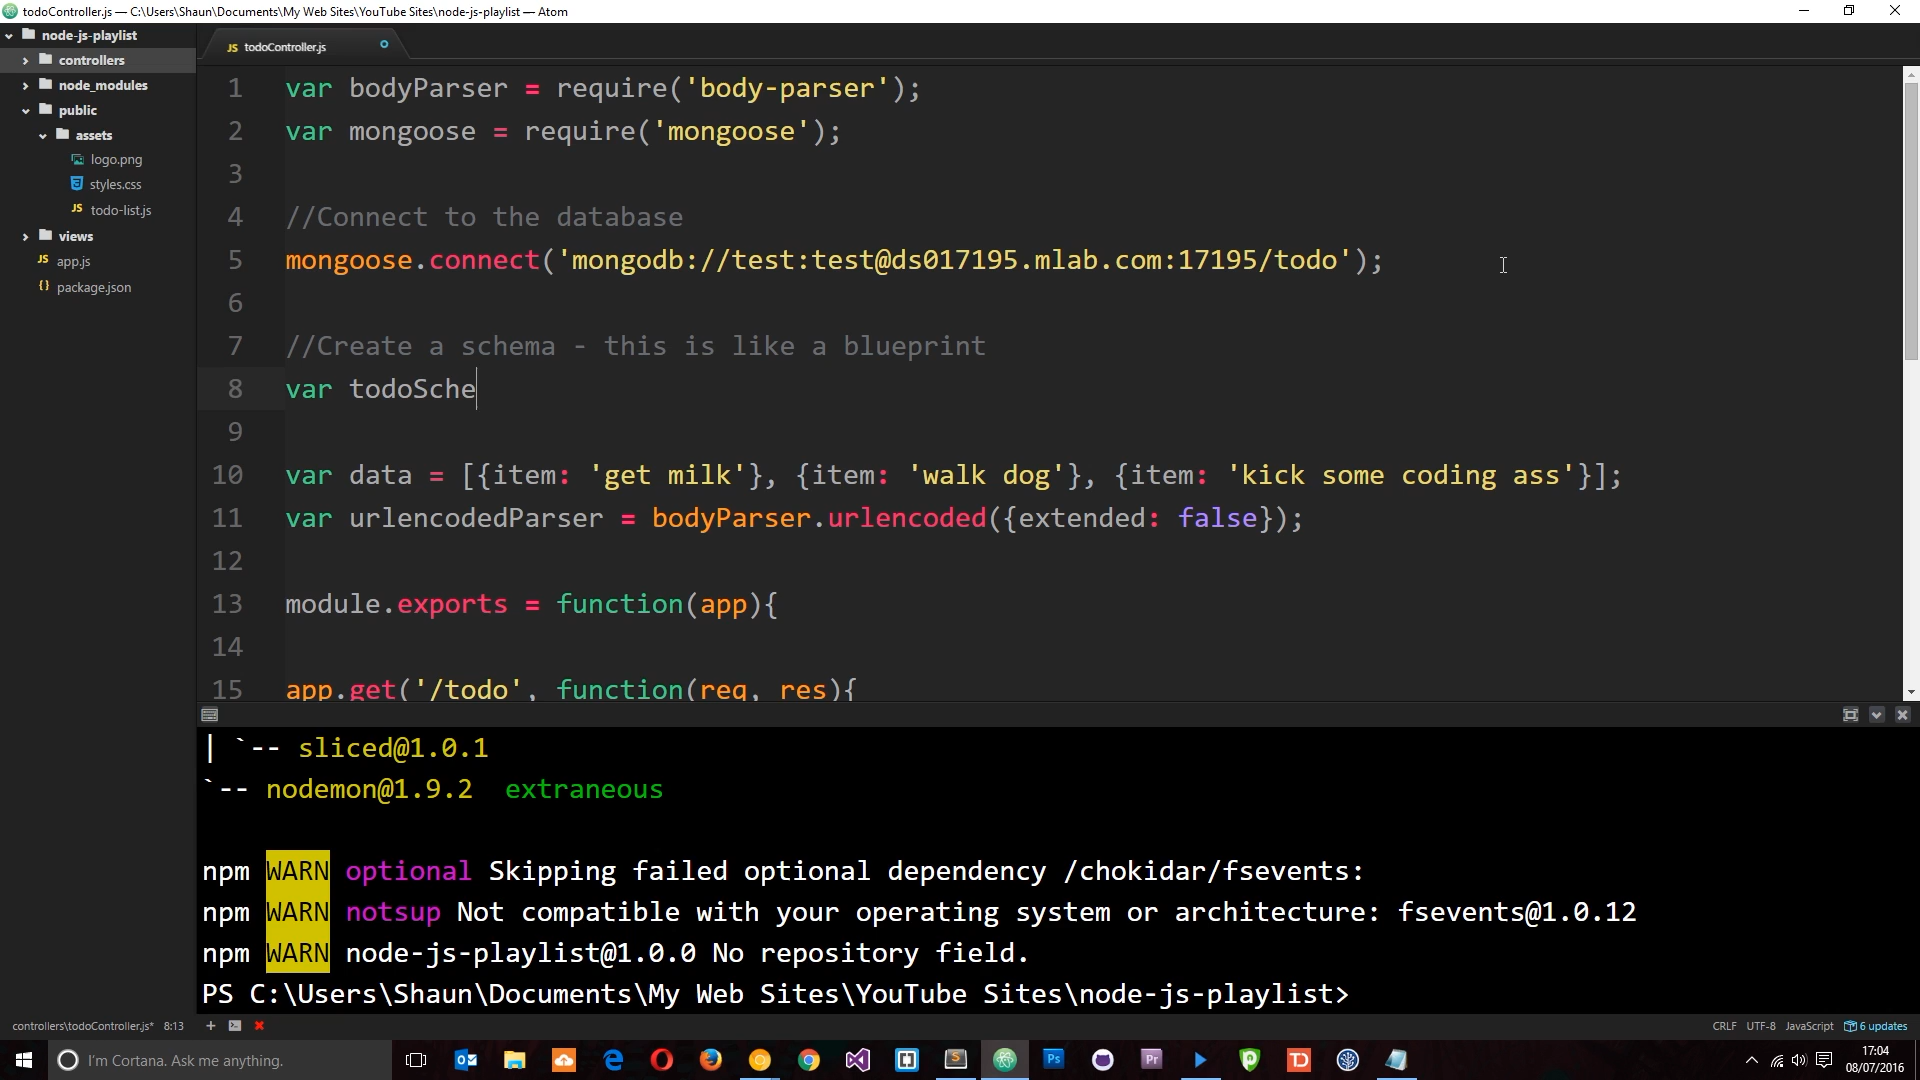 todoController.js — C:\Users\Shaun\Documents\My Web Sites\YouTube Sites\node-js-playlist — Atom
node-js-playlist
controllers
node_modules
public
assets
logo.png
styles.css
todo-list.js
views
app.js
package.json
todoController.js
1 var bodyParser = require('body-parser');
2 var mongoose = require('mongoose');
3
4 //Connect to the database
5 mongoose.connect('mongodb://test:test@ds017195.mlab.com:17195/todo');
6
7 //Create a schema - this is like a blueprint
8 var todoSche
9
10 var data = [{item: 'get milk'}, {item: 'walk dog'}, {item: 'kick some coding ass'}];
11 var urlencodedParser = bodyParser.urlencoded({extended: false});
12
13 module.exports = function(app){
14
15 app.get('/todo', function(req, res){
| `-- sliced@1.0.1
`-- nodemon@1.9.2 extraneous
npm WARN optional Skipping failed optional dependency /chokidar/fsevents:
npm WARN notsup Not compatible with your operating system or architecture: fsevents@1.0.12
npm WARN node-js-playlist@1.0.0 No repository field.
PS C:\Users\Shaun\Documents\My Web Sites\YouTube Sites\node-js-playlist>
controllers\todoController.js* 8:13
CRLF UTF-8 JavaScript 6 updates
I'm Cortana. Ask me anything.
17:04
08/07/2016